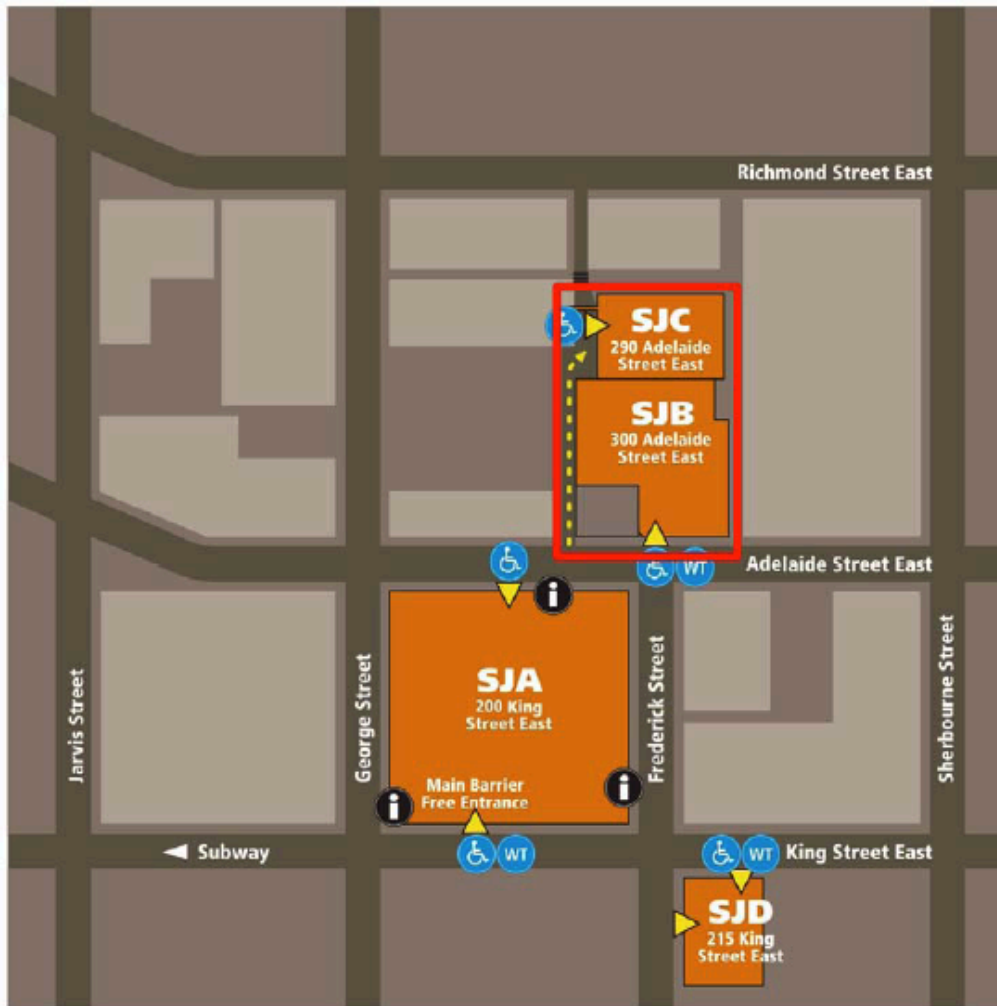 Richmond Street East
SJC
290 Adelaide
Street East
SJB
300 Adelaide
Street East
WT
Adelaide Street East
i
SJA
200 King
Street East
Jarvis Street
George Street
Frederick Street
Sherbourne Street
Main Barrier
Free Entrance
i
i
Subway
WT
WT
King Street East
SJD
215 King
Street East